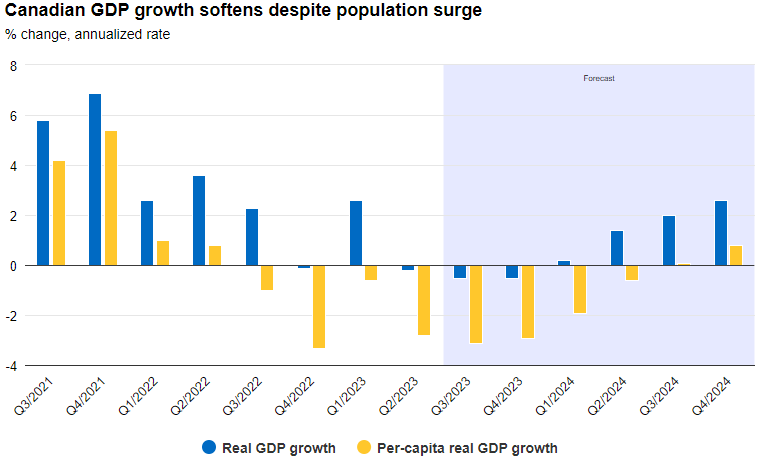 Canadian GDP growth softens despite population surge
% change, annualized rate
Forecast
8
6
4
2
0
-2
-4
Q3/2021
Q4/2021
Q1/2022
Q2/2022
Q3/2022
Q4/2022
Q1/2023
Q2/2023
Q3/2023
Q4/2023
Q1/2024
Q2/2024
Q3/2024
Q4/2024
Real GDP growth
Per-capita real GDP growth